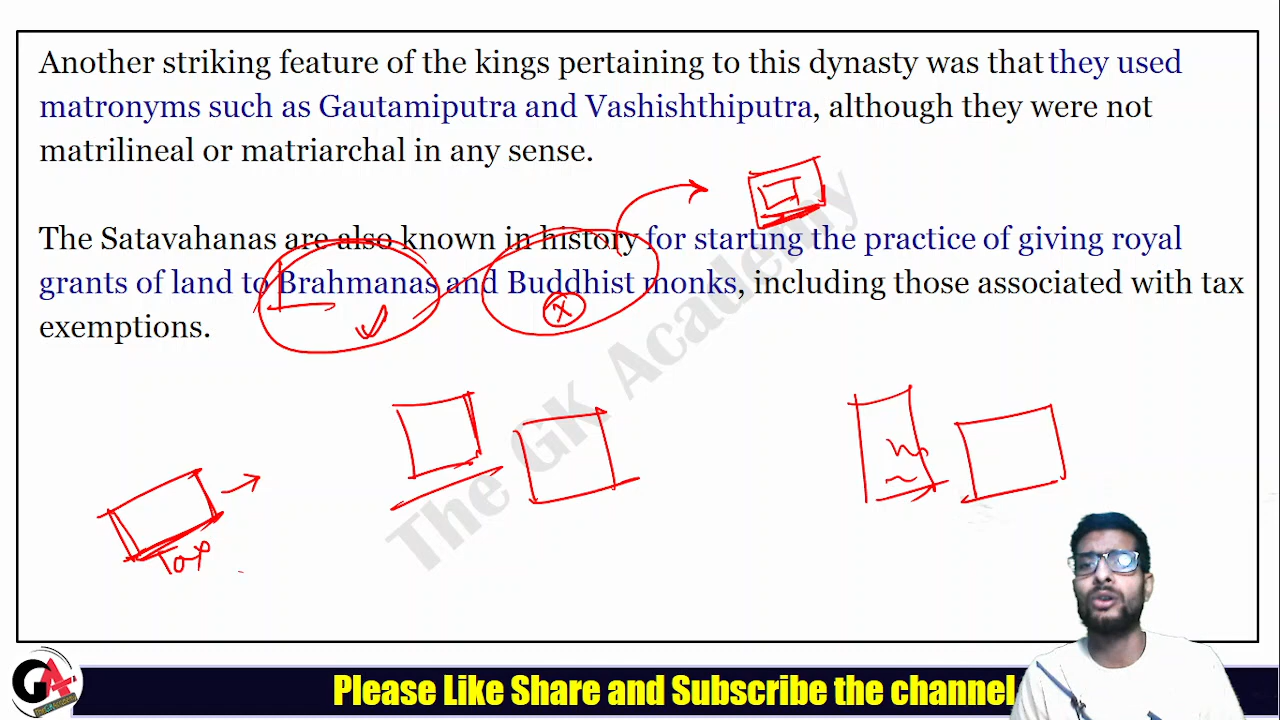 Another striking feature of the kings pertaining to this dynasty was that they used
matronyms such as Gautamiputra and Vashishthiputra, although they were not
matrilineal or matriarchal in any sense.
The Satavahanas are also known in history for starting the practice of giving royal
grants of land to Brahmanas and Buddhist monks, including those associated with tax
exemptions.
The GK Academy
Tax
GA
Please Like Share and Subscribe the channel